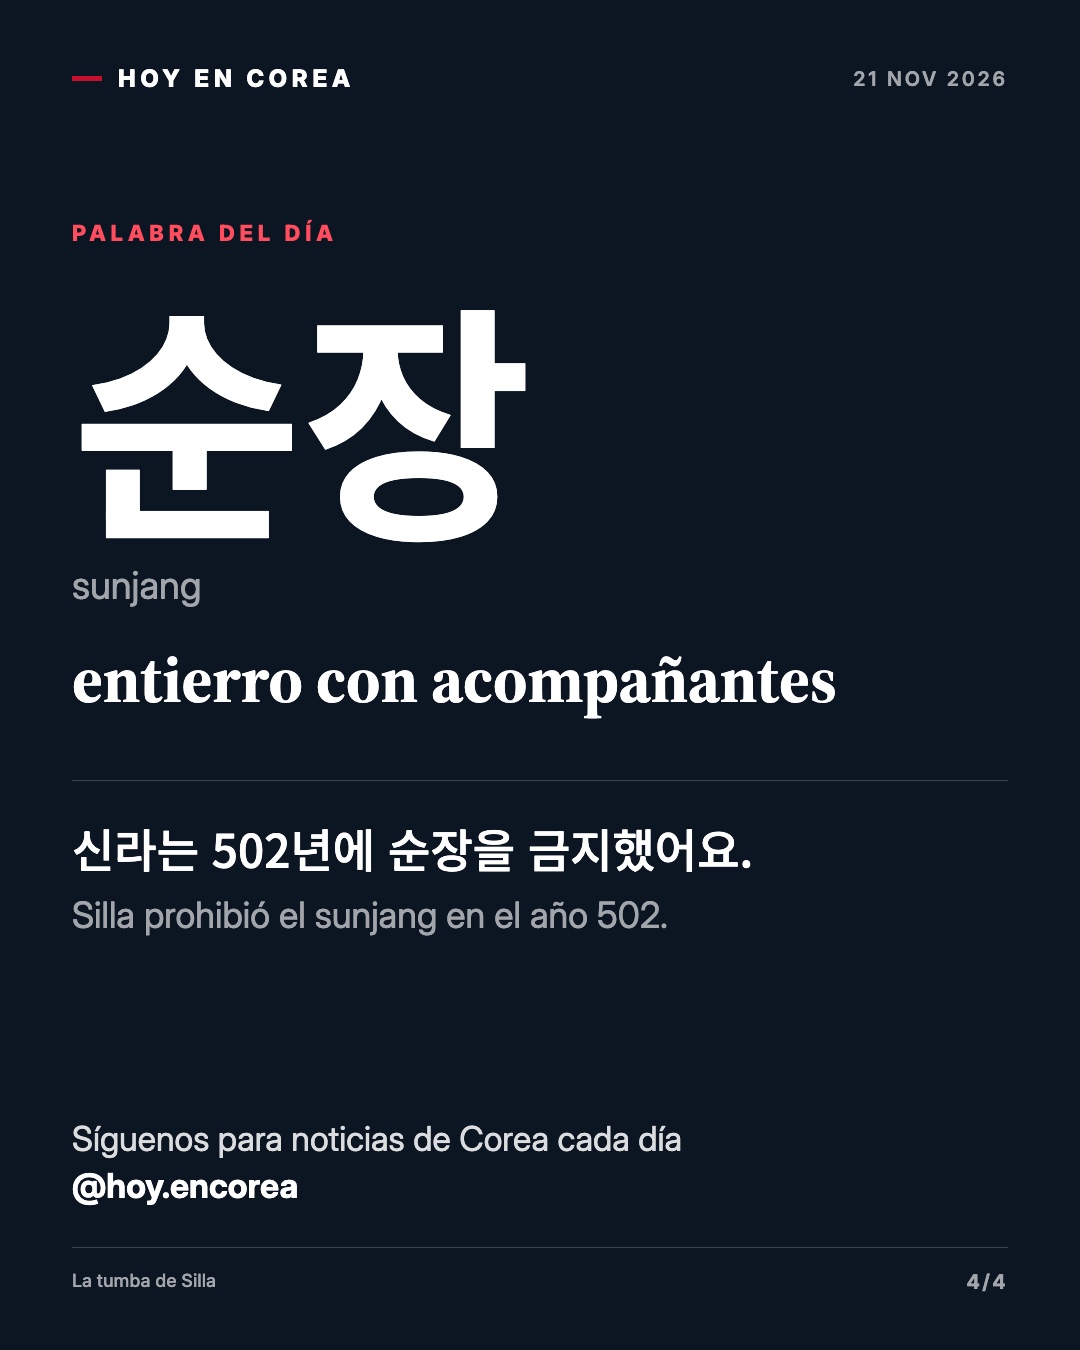 HOY EN COREA
21 NOV 2026
PALABRA DEL DÍA
순장
sunjang
entierro con acompañantes
신라는 502년에 순장을 금지했어요.
Silla prohibió el sunjang en el año 502.
Síguenos para noticias de Corea cada día
@hoy.encorea
La tumba de Silla
4/4